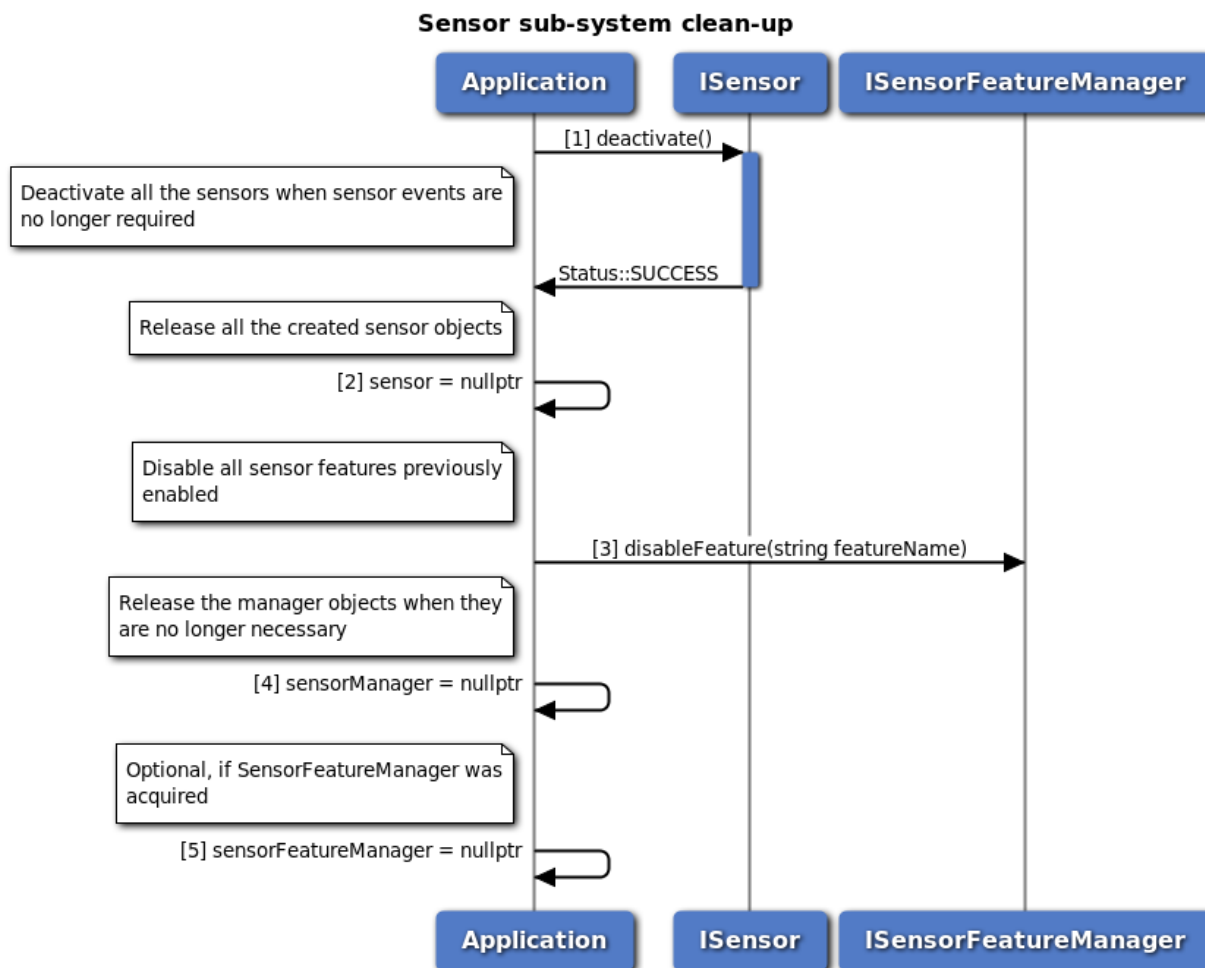 Sensor sub-system clean-up
Application
ISensor
ISensorFeatureManager
[1] deactivate()
Deactivate all the sensors when sensor events are
no longer required
Status::SUCCESS
Release all the created sensor objects
[2] sensor = nullptr
Disable all sensor features previously
enabled
[3] disableFeature(string featureName)
Release the manager objects when they
are no longer necessary
[4] sensorManager = nullptr
Optional, if SensorFeatureManager was
acquired
[5] sensorFeatureManager = nullptr
Application
ISensor
ISensorFeatureManager